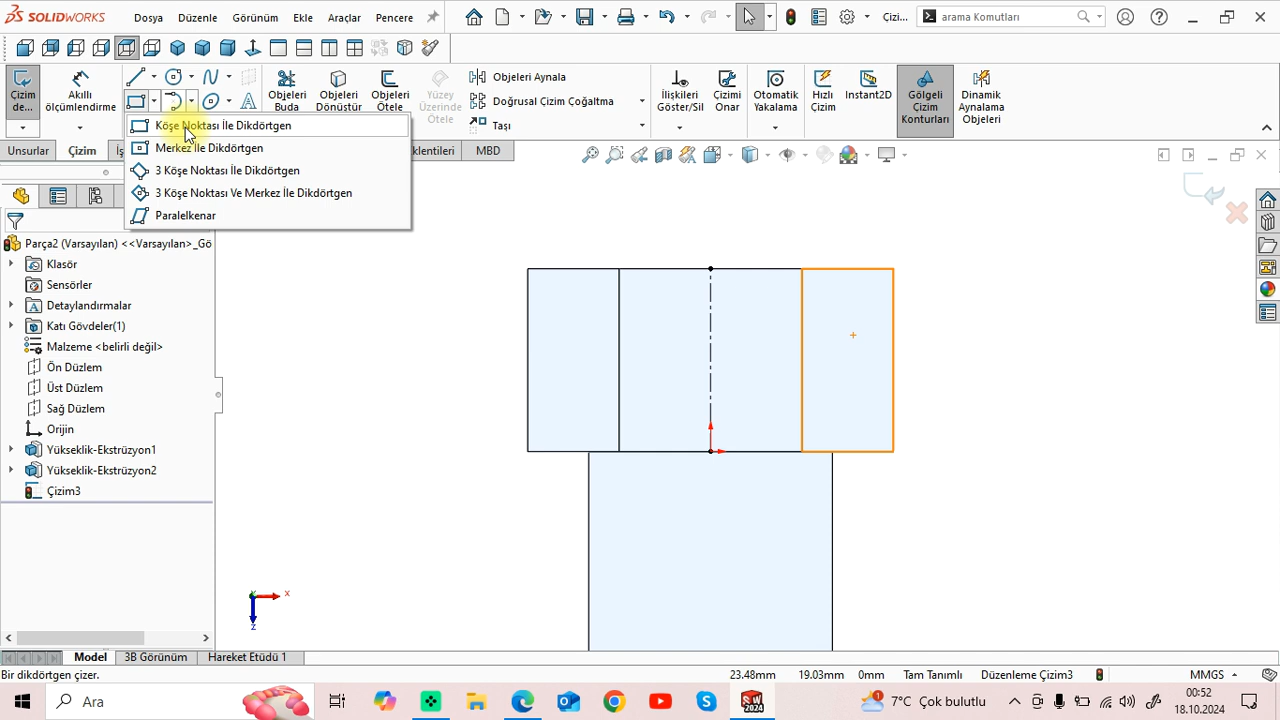 SOLIDWORKS
Dosya
Düzenle
Görünüm
Ekle
Araçlar
Pencere
Çizi...
arama Komutları
Çizim de...
Akıllı ölçümlendirme
Objeleri Buda
Objeleri Dönüştür
Objeleri Ötele
Yüzey Üzerinde Ötele
Objeleri Aynala
Doğrusal Çizim Çoğaltma
Taşı
İlişkileri Göster/Sil
Çizimi Onar
Otomatik Yakalama
Hızlı Çizim
Instant2D
Gölgeli Çizim Konturları
Dinamik Aynalama Objeleri
Köşe Noktası İle Dikdörtgen
Merkez İle Dikdörtgen
3 Köşe Noktası İle Dikdörtgen
3 Köşe Noktası Ve Merkez İle Dikdörtgen
Paralelkenar
Unsurlar
Çizim
İş
klentileri
MBD
Parça2 (Varsayılan) <<Varsayılan>_Gö
Klasör
Sensörler
Detaylandırmalar
Katı Gövdeler(1)
Malzeme <belirli değil>
Ön Düzlem
Üst Düzlem
Sağ Düzlem
Orijin
Yükseklik-Ekstrüzyon1
Yükseklik-Ekstrüzyon2
Çizim3
x
Y
z
Model
3B Görünüm
Hareket Etüdü 1
Bir dikdörtgen çizer.
23.48mm
19.03mm
0mm
Tam Tanımlı
Düzenleme Çizim3
MMGS
Ara
SW
2024
1
7°C Çok bulutlu
00:52
18.10.2024